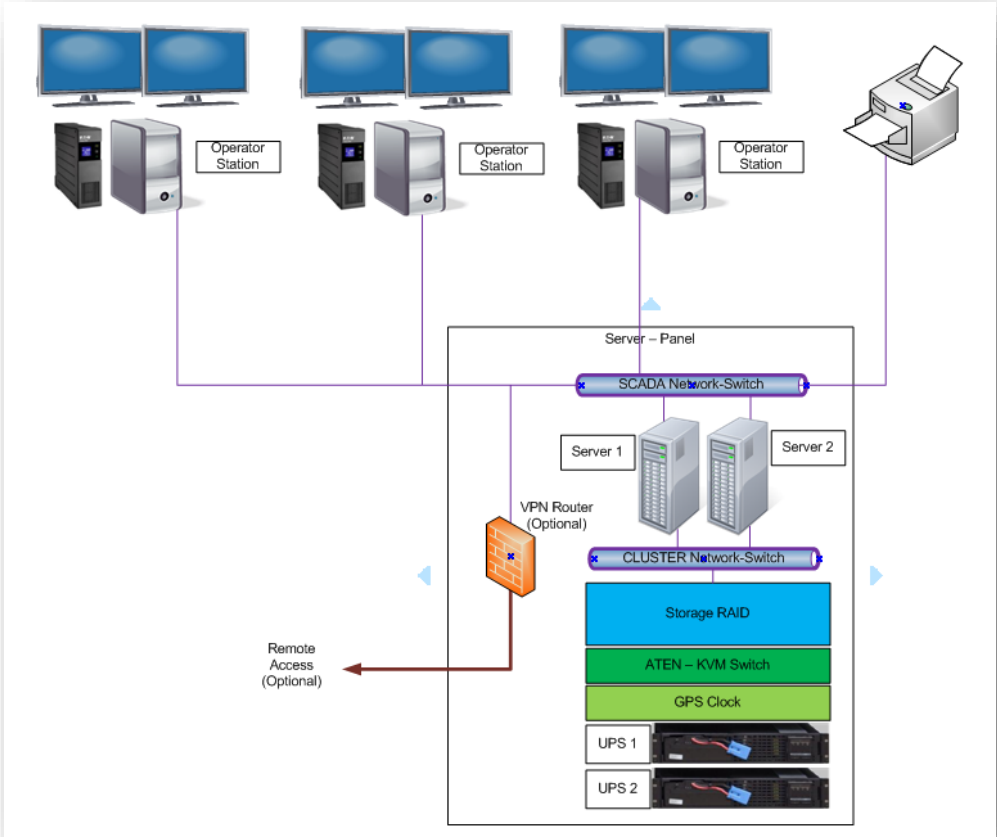 Operator
Station
Operator
Station
Operator
Station
Server – Panel
SCADA Network-Switch
Server 1
Server 2
VPN Router
(Optional)
CLUSTER Network-Switch
Storage RAID
Remote
Access
(Optional)
ATEN – KVM Switch
GPS Clock
UPS 1
UPS 2